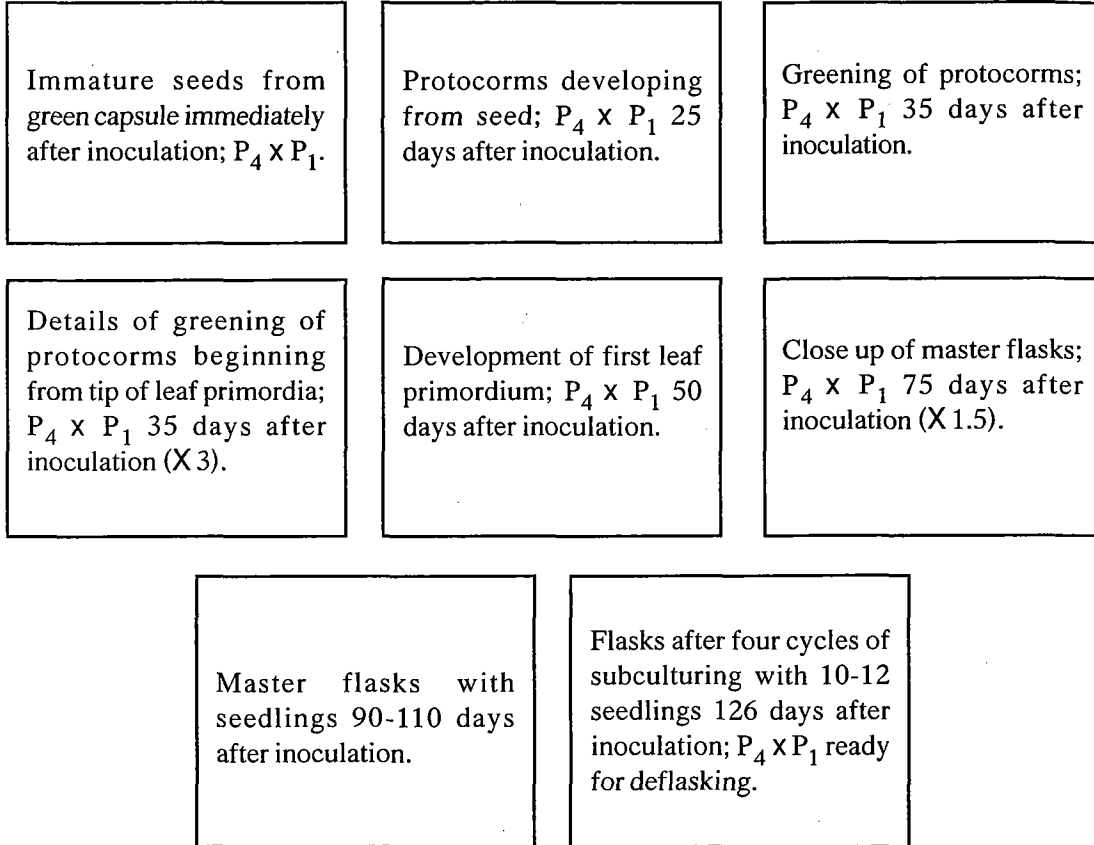 Immature seeds from
green capsule immediately
after inoculation; P₄ X P₁.
Protocorms developing
from seed; P₄ X P₁ 25
days after inoculation.
Greening of protocorms;
P₄ X P₁ 35 days after
inoculation.
Details of greening of
protocorms beginning
from tip of leaf primordia;
P₄ X P₁ 35 days after
inoculation (X 3).
Development of first leaf
primordium; P₄ X P₁ 50
days after inoculation.
Close up of master flasks;
P₄ X P₁ 75 days after
inoculation (X 1.5).
Master flasks with
seedlings 90-110 days
after inoculation.
Flasks after four cycles of
subculturing with 10-12
seedlings 126 days after
inoculation; P₄ X P₁ ready
for deflasking.